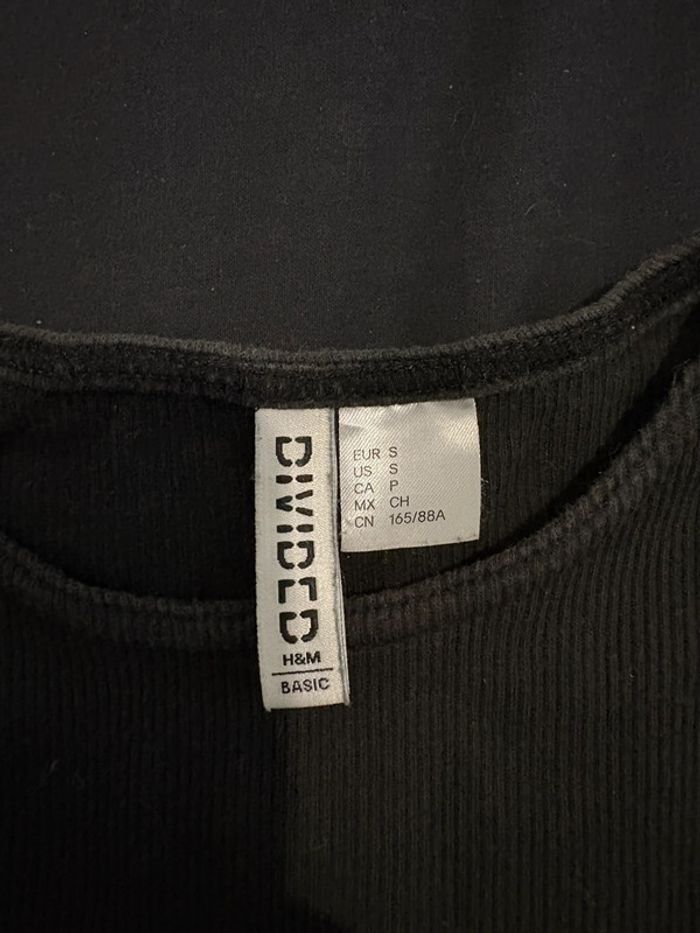 DIVIDED
H&M
BASIC
EUR S
US S
CA P
MX CH
CN 165/88A